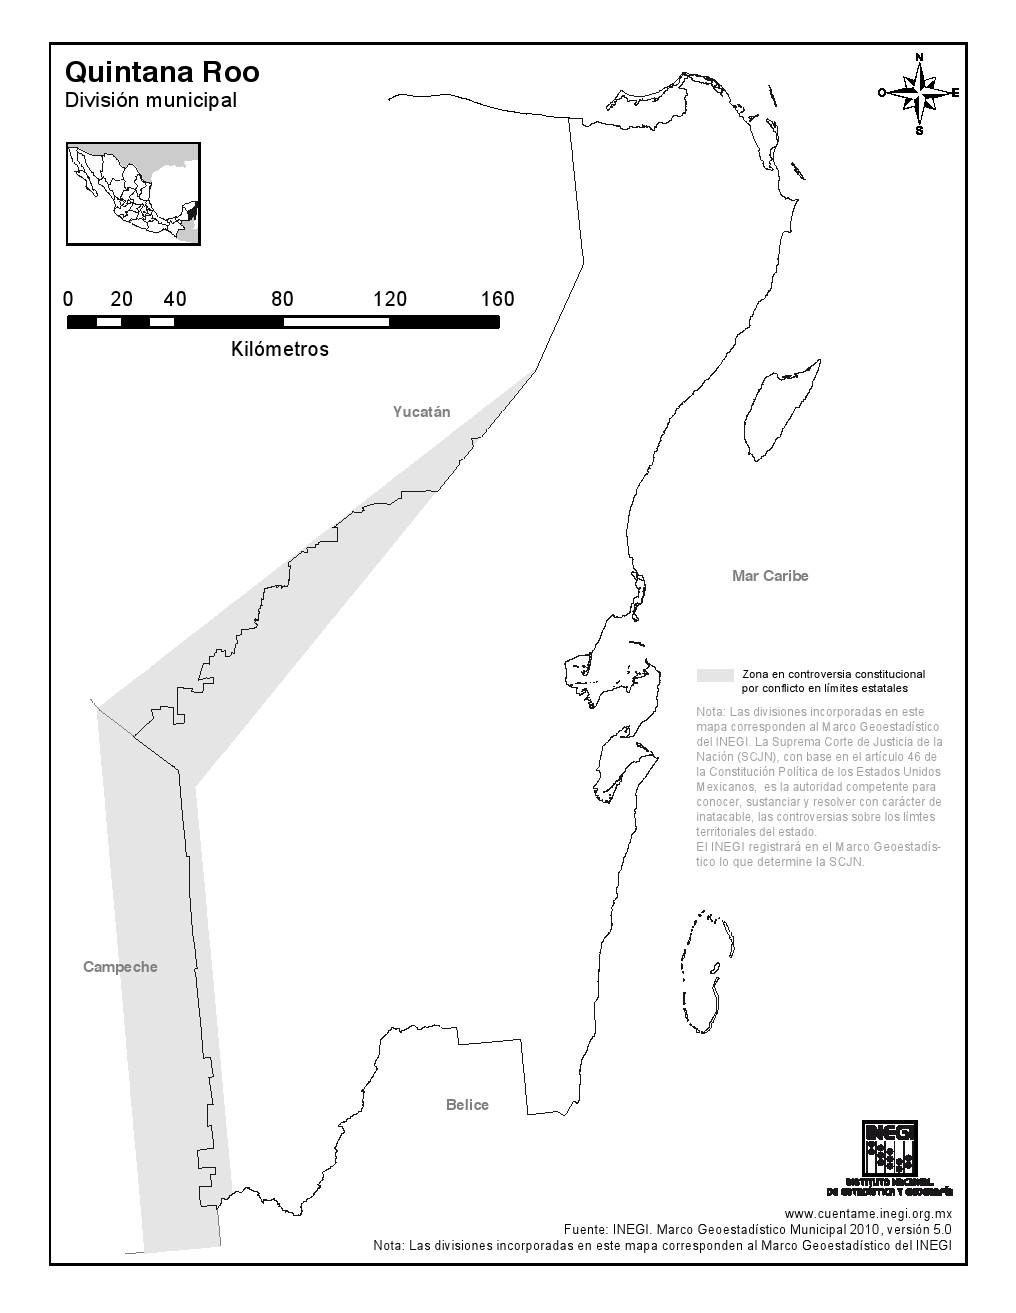 Quintana Roo
División municipal
N
O
E
S
0 20 40 80 120 160
Kilómetros
Yucatán
Mar Caribe
Zona en controversia constitucional
por conflicto en límites estatales
Nota: Las divisiones incorporadas en este
mapa corresponden al Marco Geoestadístico
del INEGI. La Suprema Corte de Justicia de la
Nación (SCJN), con base en el artículo 46 de
la Constitución Política de los Estados Unidos
Mexicanos, es la autoridad competente para
conocer, sustanciar y resolver con carácter de
inatacable, las controversias sobre los límtes
territoriales del estado.
El INEGI registrará en el Marco Geoestadís-
tico lo que determine la SCJN.
Campeche
Belice
INEGI
INSTITUTO NACIONAL
DE ESTADÍSTICA Y GEOGRAFÍA
www.cuentame.inegi.org.mx
Fuente: INEGI. Marco Geoestadístico Municipal 2010, versión 5.0
Nota: Las divisiones incorporadas en este mapa corresponden al Marco Geoestadístico del INEGI